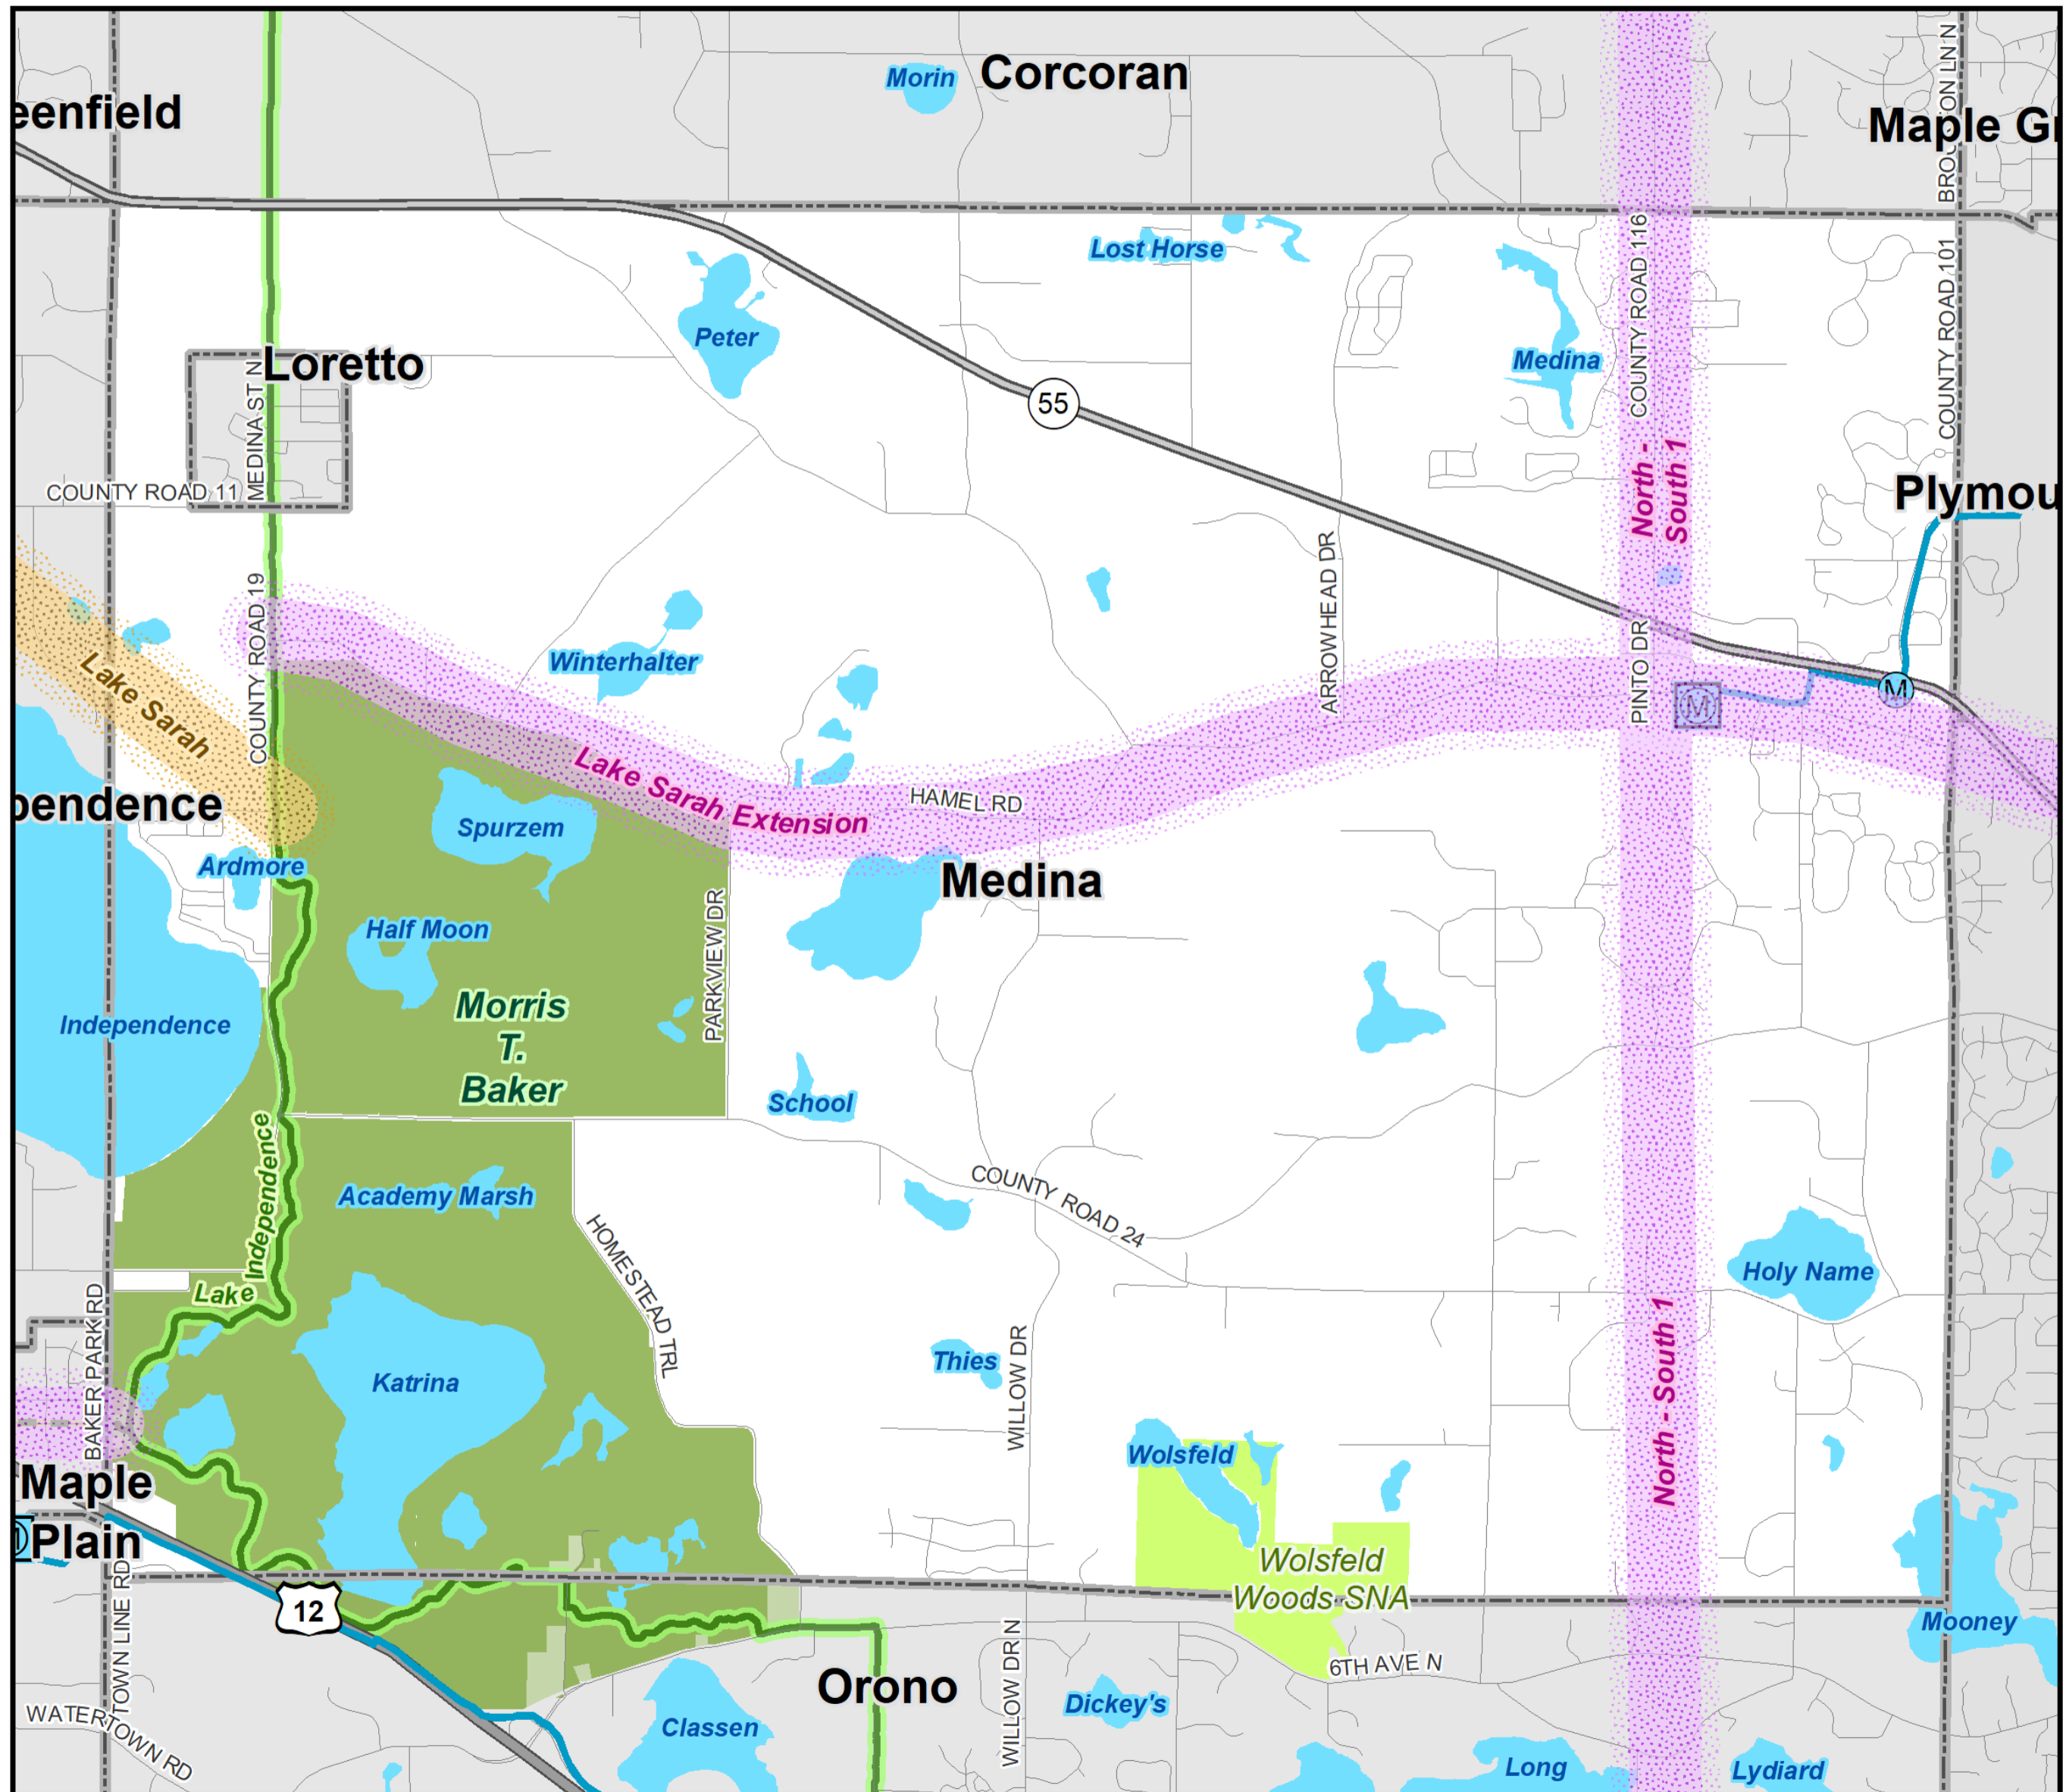 Morin
Corcoran
eenfield
Maple Gr
Lost Horse
COUNTY ROAD 116
COUNTY ROAD 101
Peter
Medina
Loretto
MEDINA ST N
55
North -
South 1
COUNTY ROAD 11
Plymou
ARROWHEAD DR
COUNTY ROAD 19
Lake Sarah
Winterhalter
PINTO DR
M
M
Lake Sarah Extension
HAMEL RD
pendence
Spurzem
Ardmore
Medina
Half Moon
PARKVIEW DR
Morris
T.
Baker
Independence
School
Lake Independence
Academy Marsh
COUNTY ROAD 24
HOMESTEAD TRL
Holy Name
BAKER PARK RD
Katrina
Thies
WILLOW DR
North - South 1
Wolsfeld
Maple
Plain
Wolsfeld
Woods SNA
12
TOWN LINE RD
Mooney
6TH AVE N
Orono
WILLOW DR N
Dickey's
WATERTOWN RD
Classen
Long
Lydiard